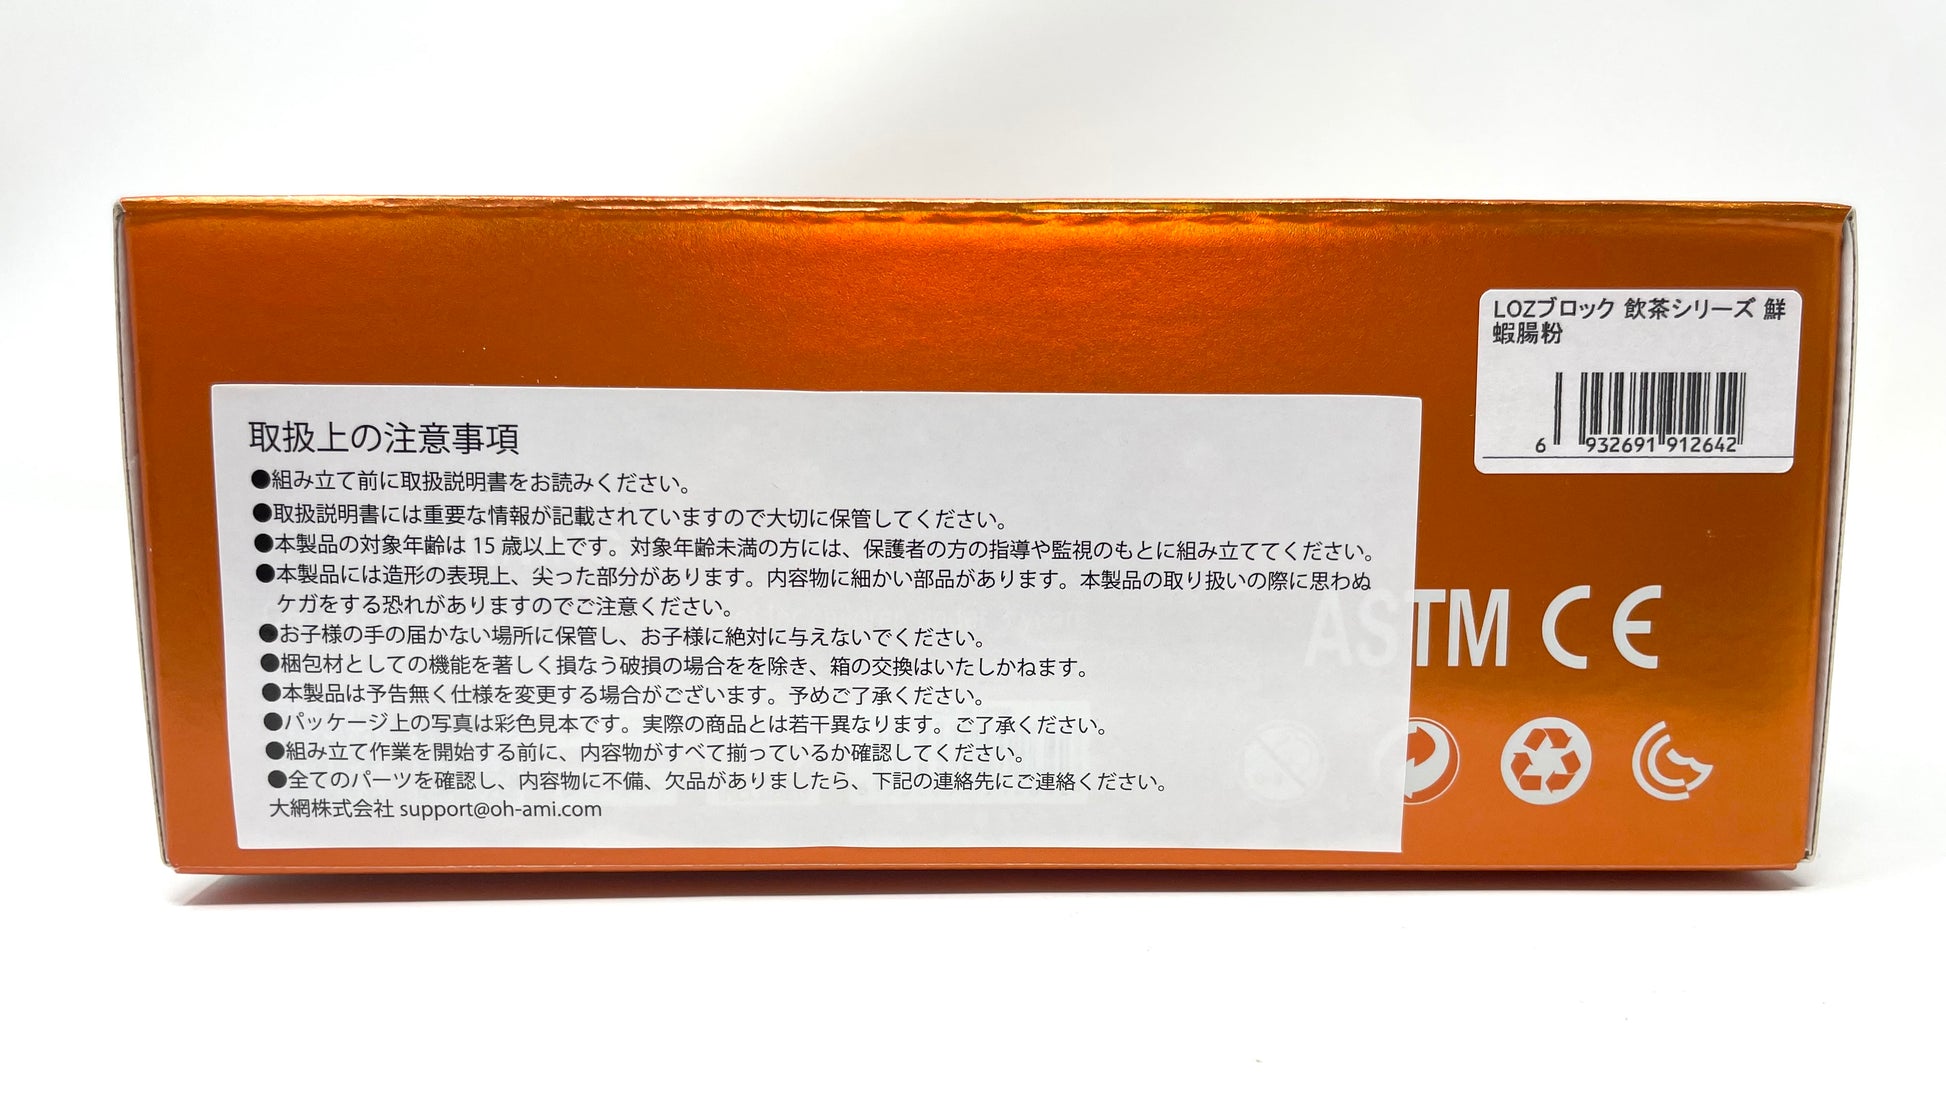 LOZブロック 飲茶シリーズ 鮮
蝦腸粉
6 932691 912642
取扱上の注意事項
●組み立て前に取扱説明書をお読みください。
●取扱説明書には重要な情報が記載されていますので大切に保管してください。
●本製品の対象年齢は 15 歳以上です。対象年齢未満の方には、保護者の方の指導や監視のもとに組み立ててください。
●本製品には造形の表現上、尖った部分があります。内容物に細かい部品があります。本製品の取り扱いの際に思わぬ
ケガをする恐れがありますのでご注意ください。
●お子様の手の届かない場所に保管し、お子様に絶対に与えないでください。
●梱包材としての機能を著しく損なう破損の場合をを除き、箱の交換はいたしかねます。
●本製品は予告無く仕様を変更する場合がございます。予めご了承ください。
●パッケージ上の写真は彩色見本です。実際の商品とは若干異なります。ご了承ください。
●組み立て作業を開始する前に、内容物がすべて揃っているか確認してください。
●全てのパーツを確認し、内容物に不備、欠品がありましたら、下記の連絡先にご連絡ください。
大網株式会社 support@oh-ami.com
ASTM CE